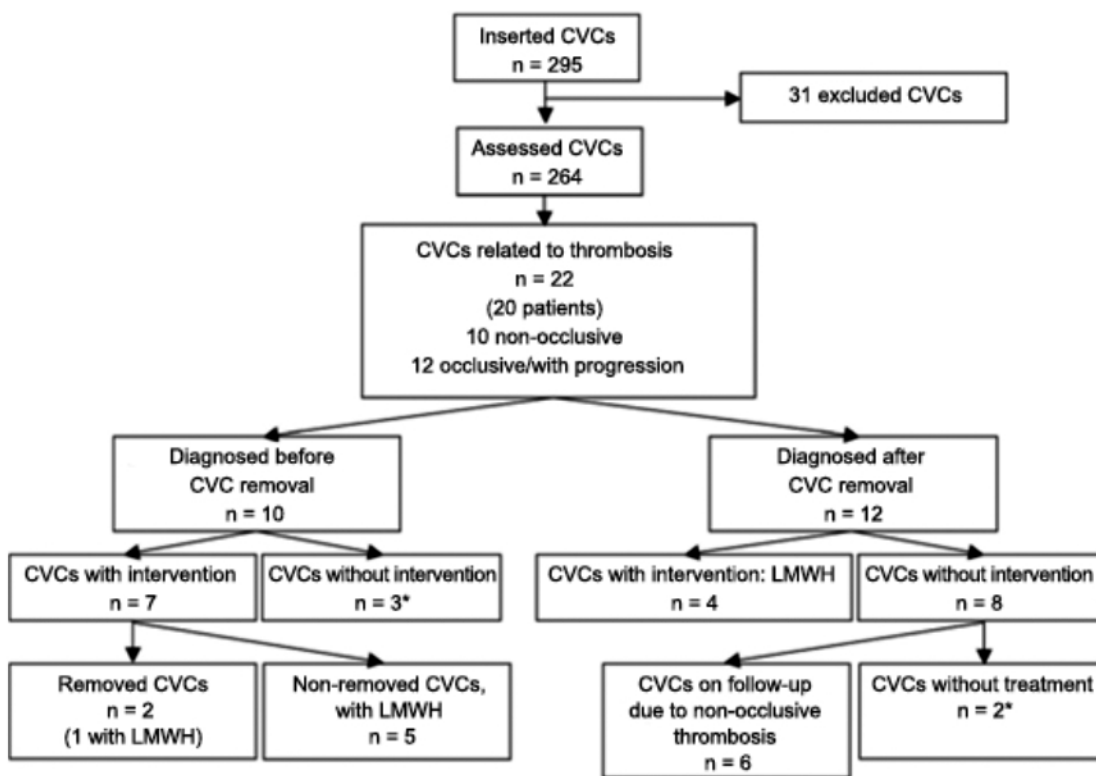 Inserted CVCs
n = 295
31 excluded CVCs
Assessed CVCs
n = 264
CVCs related to thrombosis
n = 22
(20 patients)
10 non-occlusive
12 occlusive/with progression
Diagnosed before
CVC removal
n = 10
Diagnosed after
CVC removal
n = 12
CVCs with intervention
n = 7
CVCs without intervention
n = 3*
CVCs with intervention: LMWH
n = 4
CVCs without intervention
n = 8
Removed CVCs
n = 2
(1 with LMWH)
Non-removed CVCs,
with LMWH
n = 5
CVCs on follow-up
due to non-occlusive
thrombosis
n = 6
CVCs without treatment
n = 2*